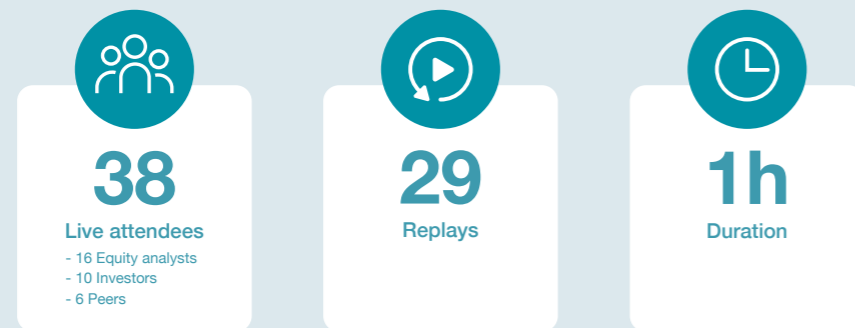 38
Live attendees
- 16 Equity analysts
- 10 Investors
- 6 Peers
29
Replays
1h
Duration